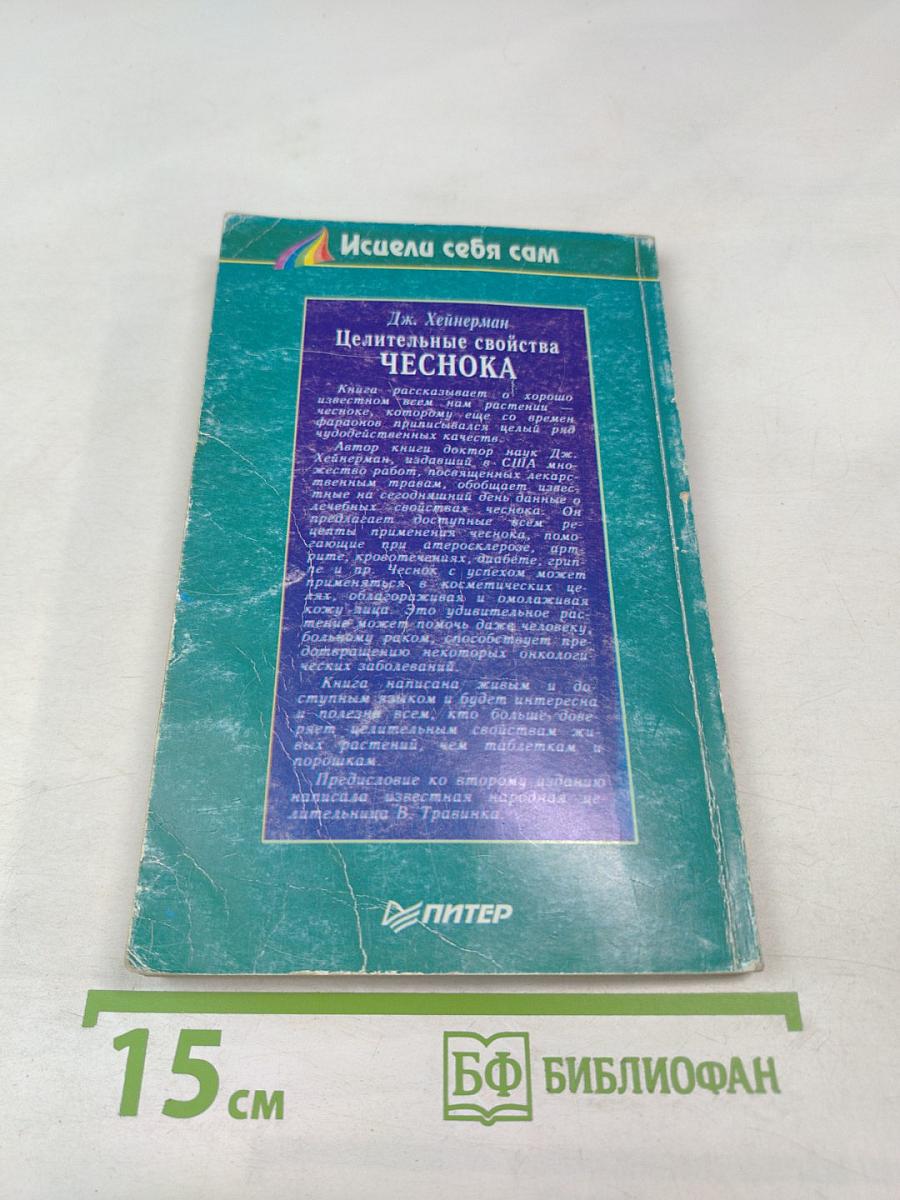 Исцели себя сам
Дж. Хейнерман
Целительные свойства
ЧЕСНОКА
Книга рассказывает о хорошо
известном всем нам растении —
чесноке, которому еще со времен
фараонов приписывался целый ряд
чудодейственных качеств.
Автор книги доктор наук Дж.
Хейнерман, издавший в США мно-
жество работ, посвященных лекарс-
твенным травам, обобщает извес-
тные на сегодняшний день данные о
лечебных свойствах чеснока. Он
предлагает доступные всем ре-
цепты применения чеснока, помо-
гающие при атеросклерозе, арт-
рите, кровотечениях, диабете, грип-
пе и пр. Чеснок с успехом может
применяться в косметических це-
лях, облагораживая и омолаживая
кожу лица. Это удивительное рас-
тение может помочь даже человеку,
больному раком, способствует пре-
дотвращению некоторых онкологи-
ческих заболеваний.
Книга написана живым и до-
ступным языком и будет интересна
и полезна всем, кто больше дове-
ряет целительным свойствам жи-
вых растений, чем таблеткам и
порошкам.
Предисловие ко второму изданию
написала известная народная це-
лительница В. Травинка.
ПИТЕР
15 см
БФ БИБЛИОФАН